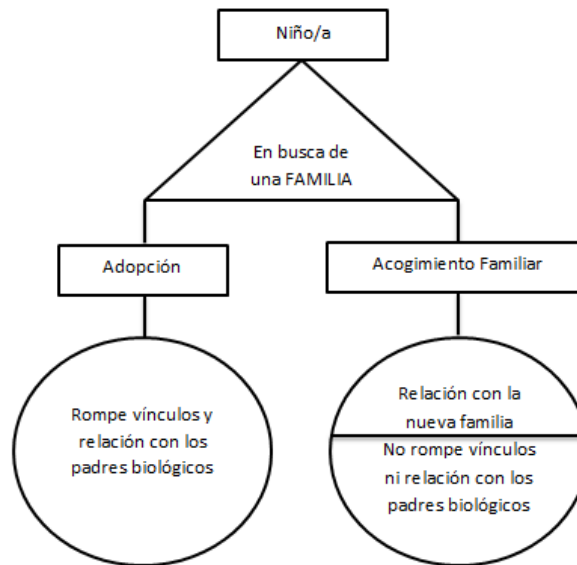 Niño/a
En busca de
una FAMILIA
Adopción
Acogimiento Familiar
Rompe vínculos y
relación con los
padres biológicos
Relación con la
nueva familia
No rompe vínculos
ni relación con los
padres biológicos